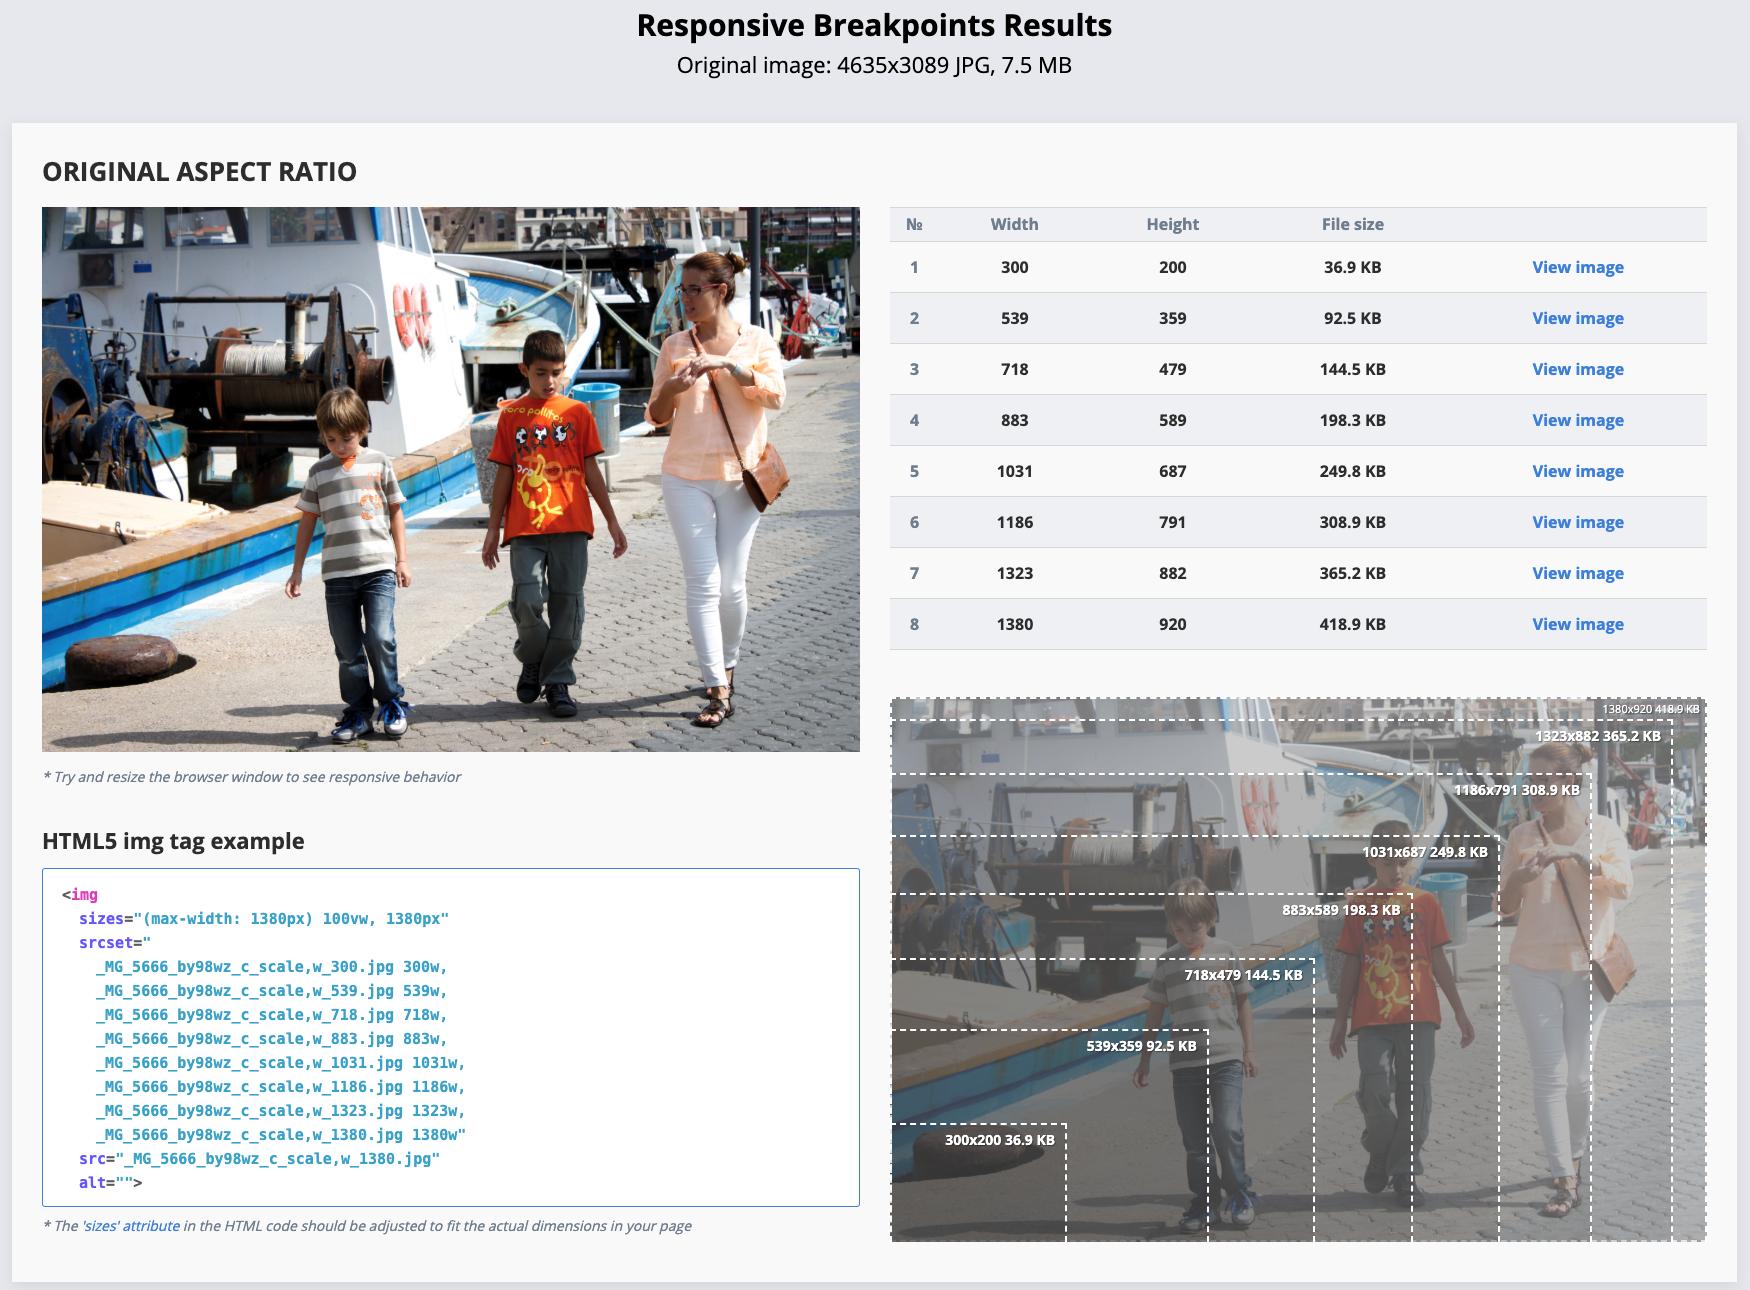 Responsive Breakpoints Results
Original image: 4635x3089 JPG, 7.5 MB
ORIGINAL ASPECT RATIO
toro pollitos
* Try and resize the browser window to see responsive behavior
HTML5 img tag example
<img
sizes="(max-width: 1380px) 100vw, 1380px"
srcset="
_MG_5666_by98wz_c_scale,w_300.jpg 300w,
_MG_5666_by98wz_c_scale,w_539.jpg 539w,
_MG_5666_by98wz_c_scale,w_718.jpg 718w,
_MG_5666_by98wz_c_scale,w_883.jpg 883w,
_MG_5666_by98wz_c_scale,w_1031.jpg 1031w,
_MG_5666_by98wz_c_scale,w_1186.jpg 1186w,
_MG_5666_by98wz_c_scale,w_1323.jpg 1323w,
_MG_5666_by98wz_c_scale,w_1380.jpg 1380w"
src="_MG_5666_by98wz_c_scale,w_1380.jpg"
alt="">
* The 'sizes' attribute in the HTML code should be adjusted to fit the actual dimensions in your page
№ Width Height File size
1 300 200 36.9 KB View image
2 539 359 92.5 KB View image
3 718 479 144.5 KB View image
4 883 589 198.3 KB View image
5 1031 687 249.8 KB View image
6 1186 791 308.9 KB View image
7 1323 882 365.2 KB View image
8 1380 920 418.9 KB View image
1380x920 418.9 KB
1323x882 365.2 KB
1186x791 308.9 KB
1031x687 249.8 KB
883x589 198.3 KB
718x479 144.5 KB
539x359 92.5 KB
300x200 36.9 KB